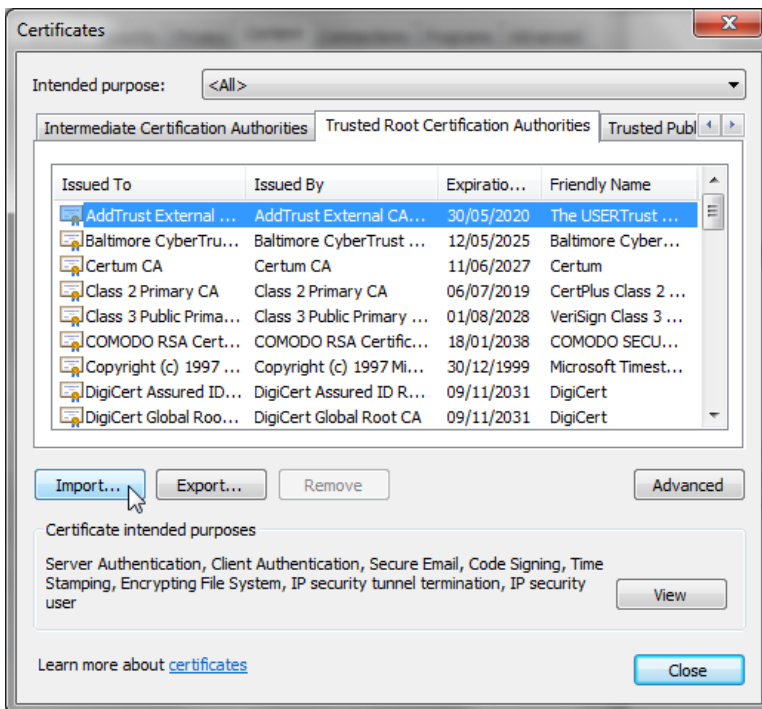 Certificates
Intended purpose: <All>
Intermediate Certification Authorities Trusted Root Certification Authorities Trusted Publ
Issued To Issued By Expiratio... Friendly Name
AddTrust External ... AddTrust External CA... 30/05/2020 The USERTrust ...
Baltimore CyberTru... Baltimore CyberTrust ... 12/05/2025 Baltimore Cyber...
Certum CA Certum CA 11/06/2027 Certum
Class 2 Primary CA Class 2 Primary CA 06/07/2019 CertPlus Class 2 ...
Class 3 Public Prima... Class 3 Public Primary ... 01/08/2028 VeriSign Class 3 ...
COMODO RSA Cert... COMODO RSA Certific... 18/01/2038 COMODO SECU...
Copyright (c) 1997 ... Copyright (c) 1997 Mi... 30/12/1999 Microsoft Timest...
DigiCert Assured ID... DigiCert Assured ID R... 09/11/2031 DigiCert
DigiCert Global Roo... DigiCert Global Root CA 09/11/2031 DigiCert
Import... Export... Remove Advanced
Certificate intended purposes
Server Authentication, Client Authentication, Secure Email, Code Signing, Time
Stamping, Encrypting File System, IP security tunnel termination, IP security
user
View
Learn more about certificates
Close